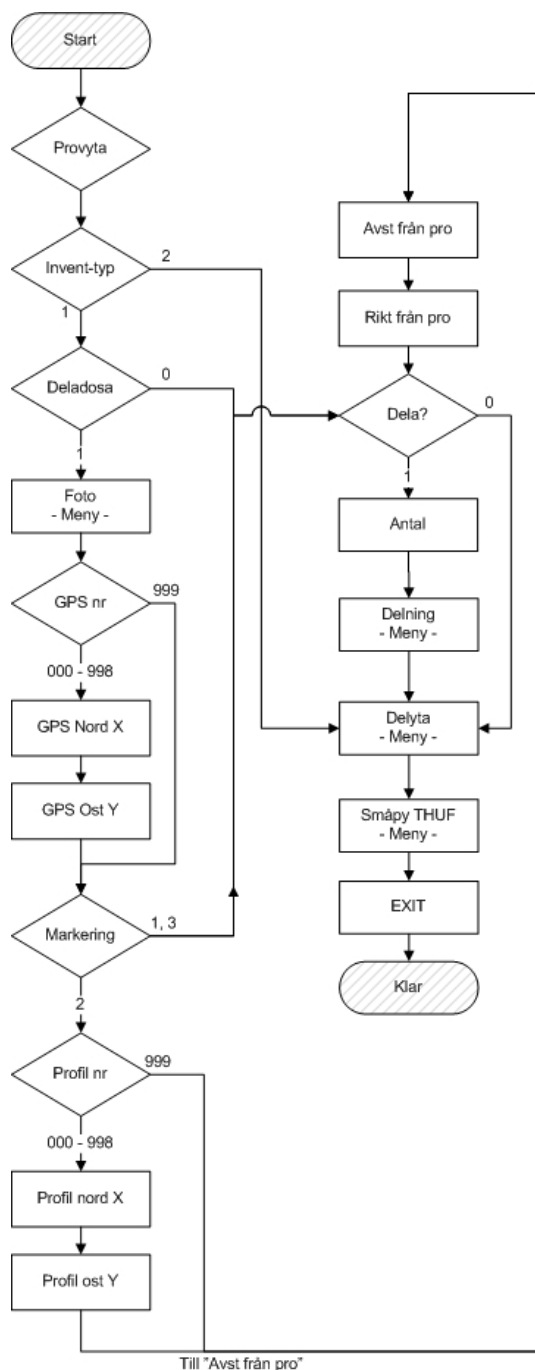 Start
Provyta
Invent-typ
2
1
Deladosa
0
1
Foto
- Meny -
GPS nr
999
000 - 998
GPS Nord X
GPS Ost Y
Markering
1, 3
2
Profil nr
999
000 - 998
Profil nord X
Profil ost Y
Till "Avst från pro"
Avst från pro
Rikt från pro
Dela?
0
1
Antal
Delning
- Meny -
Delyta
- Meny -
Småpy THUF
- Meny -
EXIT
Klar